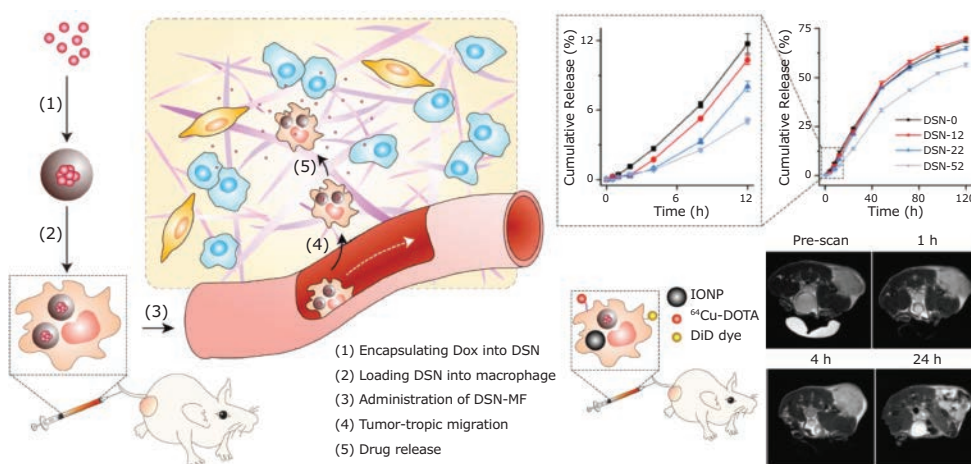 (1)
(2)
(3)
(4)
(5)
(1) Encapsulating Dox into DSN
(2) Loading DSN into macrophage
(3) Administration of DSN-MF
(4) Tumor-tropic migration
(5) Drug release
Cumulative Release (%)
12
6
0
0
6
12
Time (h)
Cumulative Release (%)
75
50
25
0
0
40
80
120
Time (h)
DSN-0
DSN-12
DSN-22
DSN-52
IONP
⁶⁴Cu-DOTA
DiD dye
Pre-scan
1 h
4 h
24 h